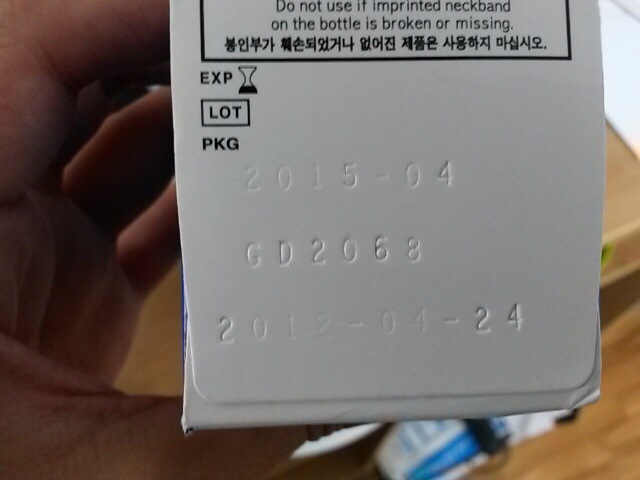 Do not use if imprinted neckband
on the bottle is broken or missing.
봉인부가 훼손되었거나 없어진 제품은 사용하지 마십시오.
EXP
LOT
PKG
2015-04
GD2068
2012-04-24